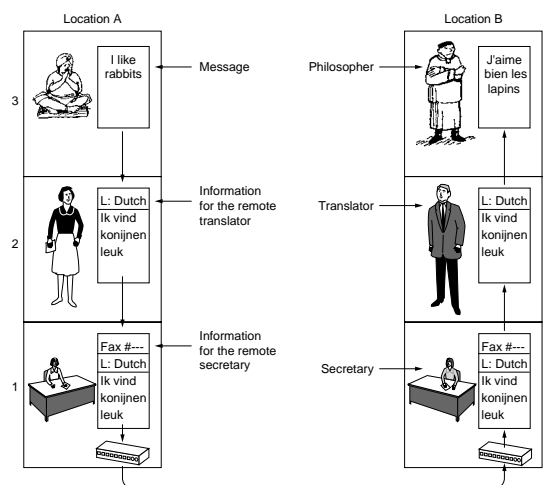 Location A
Location B
3
I like
rabbits
Message
Philosopher
J'aime
bien les
lapins
2
L: Dutch
Ik vind
konijnen
leuk
Information
for the remote
translator
Translator
L: Dutch
Ik vind
konijnen
leuk
1
Fax #---
L: Dutch
Ik vind
konijnen
leuk
Information
for the remote
secretary
Secretary
Fax #---
L: Dutch
Ik vind
konijnen
leuk